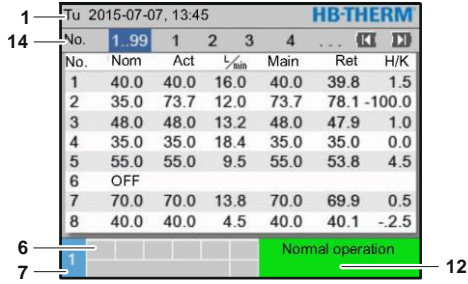 1 Tu 2015-07-07, 13:45 HB-THERM
14 No. 1..99 1 2 3 4 ...
No. Nom Act L/min Main Ret H/K
1 40.0 40.0 16.0 40.0 39.8 1.5
2 35.0 73.7 12.0 73.7 78.1 -100.0
3 48.0 48.0 13.2 48.0 47.9 1.0
4 35.0 35.0 18.4 35.0 35.0 0.0
5 55.0 55.0 9.5 55.0 53.8 4.5
6 OFF
7 70.0 70.0 13.8 70.0 69.9 0.5
8 40.0 40.0 4.5 40.0 40.1 -.2.5
6 Normal operation
1
7 12